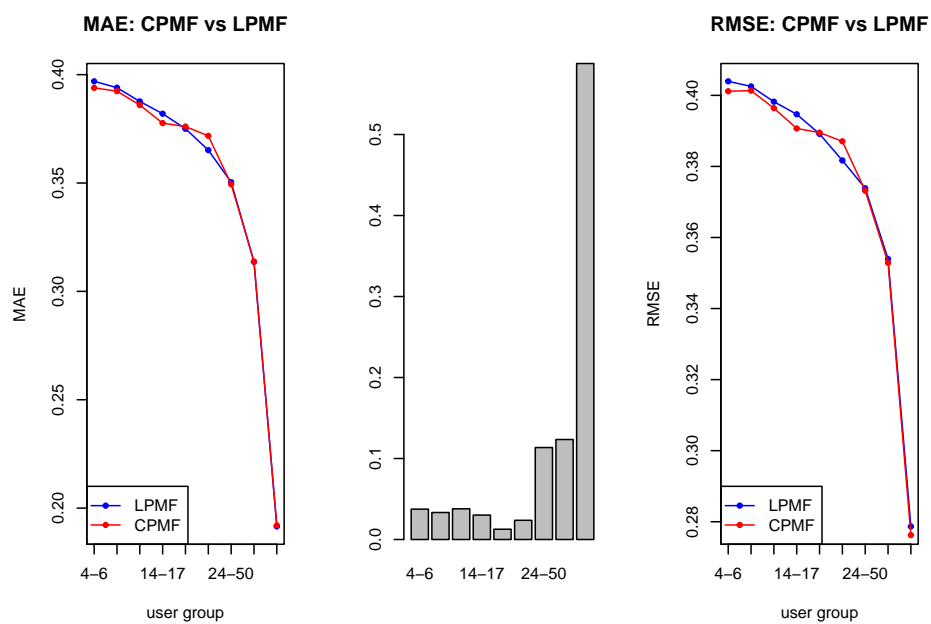 MAE: CPMF vs LPMF
MAE
0.20
0.25
0.30
0.35
0.40
LPMF
CPMF
4–6
14–17
24–50
user group
0.0
0.1
0.2
0.3
0.4
0.5
4–6
14–17
24–50
RMSE: CPMF vs LPMF
RMSE
0.28
0.30
0.32
0.34
0.36
0.38
0.40
LPMF
CPMF
4–6
14–17
24–50
user group